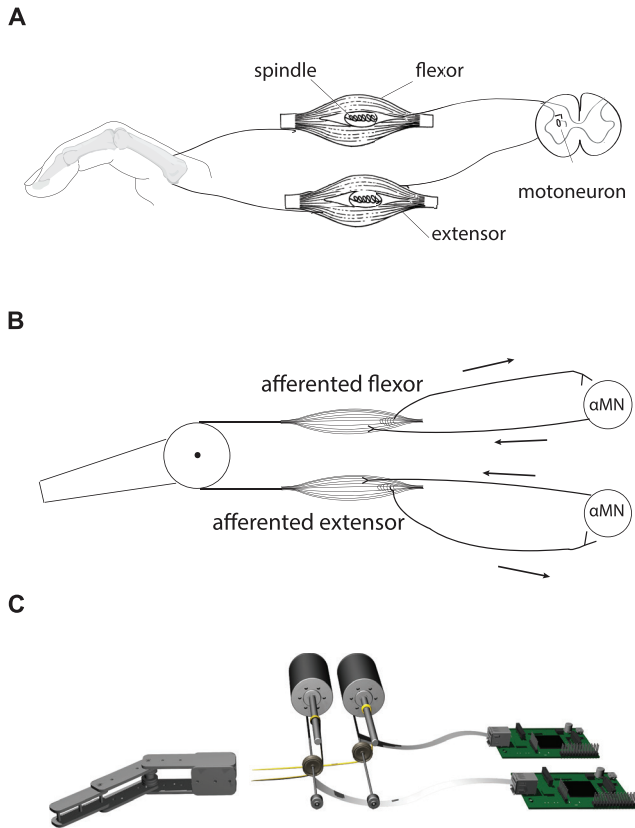 A
spindle
flexor
motoneuron
extensor
B
afferented flexor
αMN
αMN
afferented extensor
C